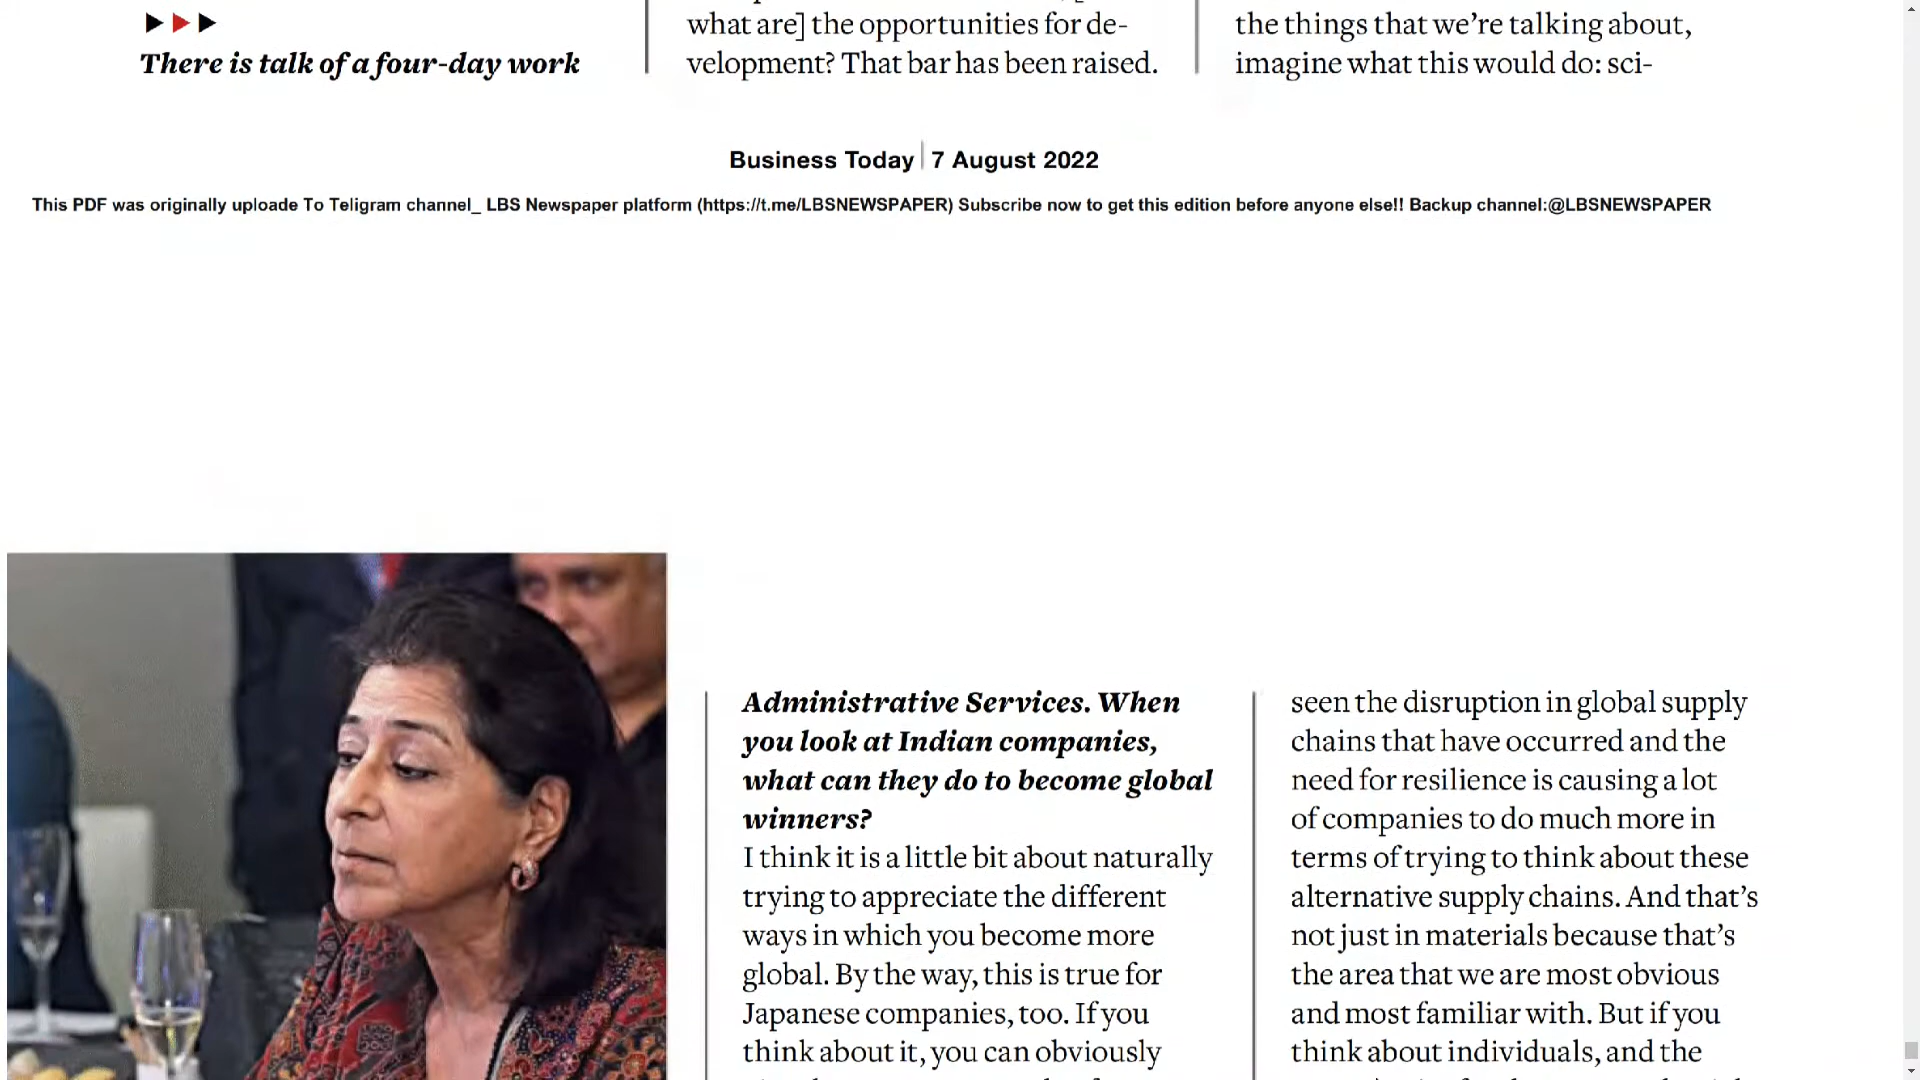 There is talk of a four-day work
what are] the opportunities for de-
velopment? That bar has been raised.
the things that we’re talking about,
imagine what this would do: sci-
Business Today 7 August 2022
This PDF was originally uploade To Teligram channel_ LBS Newspaper platform (https://t.me/LBSNEWSPAPER) Subscribe now to get this edition before anyone else!! Backup channel:@LBSNEWSPAPER
Administrative Services. When
you look at Indian companies,
what can they do to become global
winners?
I think it is a little bit about naturally
trying to appreciate the different
ways in which you become more
global. By the way, this is true for
Japanese companies, too. If you
think about it, you can obviously
seen the disruption in global supply
chains that have occurred and the
need for resilience is causing a lot
of companies to do much more in
terms of trying to think about these
alternative supply chains. And that’s
not just in materials because that’s
the area that we are most obvious
and most familiar with. But if you
think about individuals, and the